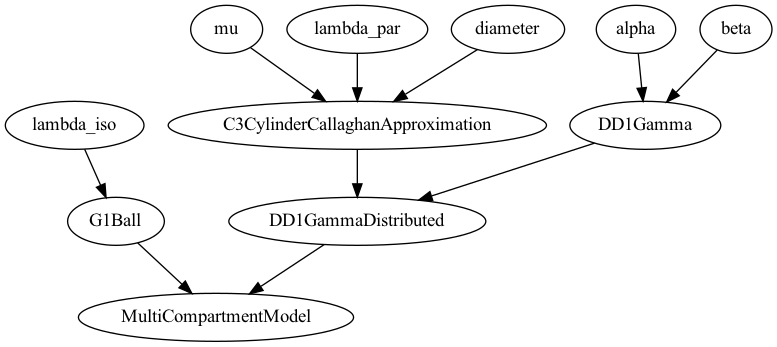 mu
lambda_par
diameter
alpha
beta
lambda_iso
C3CylinderCallaghanApproximation
DD1Gamma
G1Ball
DD1GammaDistributed
MultiCompartmentModel